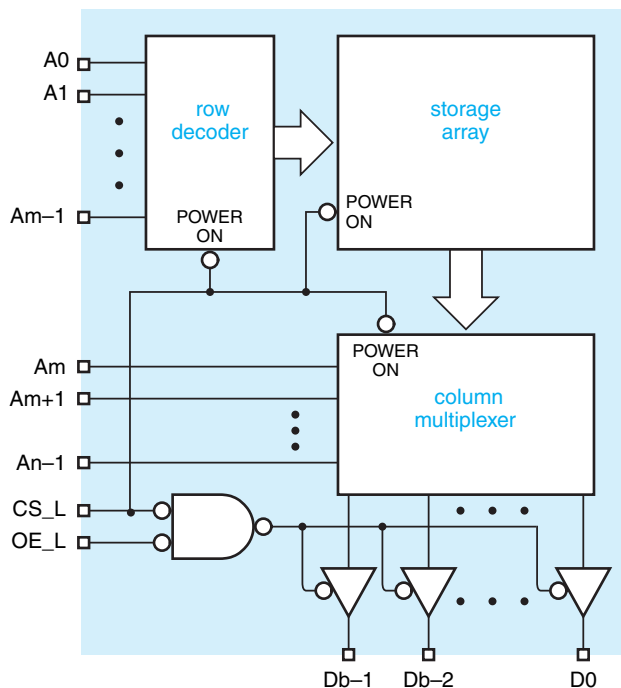 A0
A1
row
decoder
storage
array
Am–1
POWER
ON
POWER
ON
Am
Am+1
An–1
POWER
ON
column
multiplexer
CS_L
OE_L
Db–1
Db–2
D0